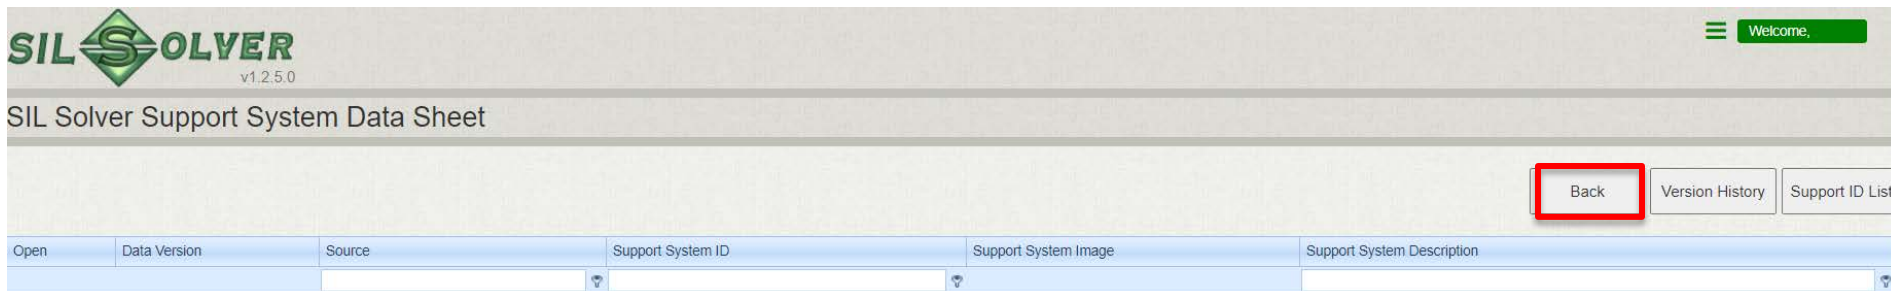 SIL SOLVER
v1.2.5.0
Welcome,
SIL Solver Support System Data Sheet
Back
Version History
Support ID List
Open
Data Version
Source
Support System ID
Support System Image
Support System Description